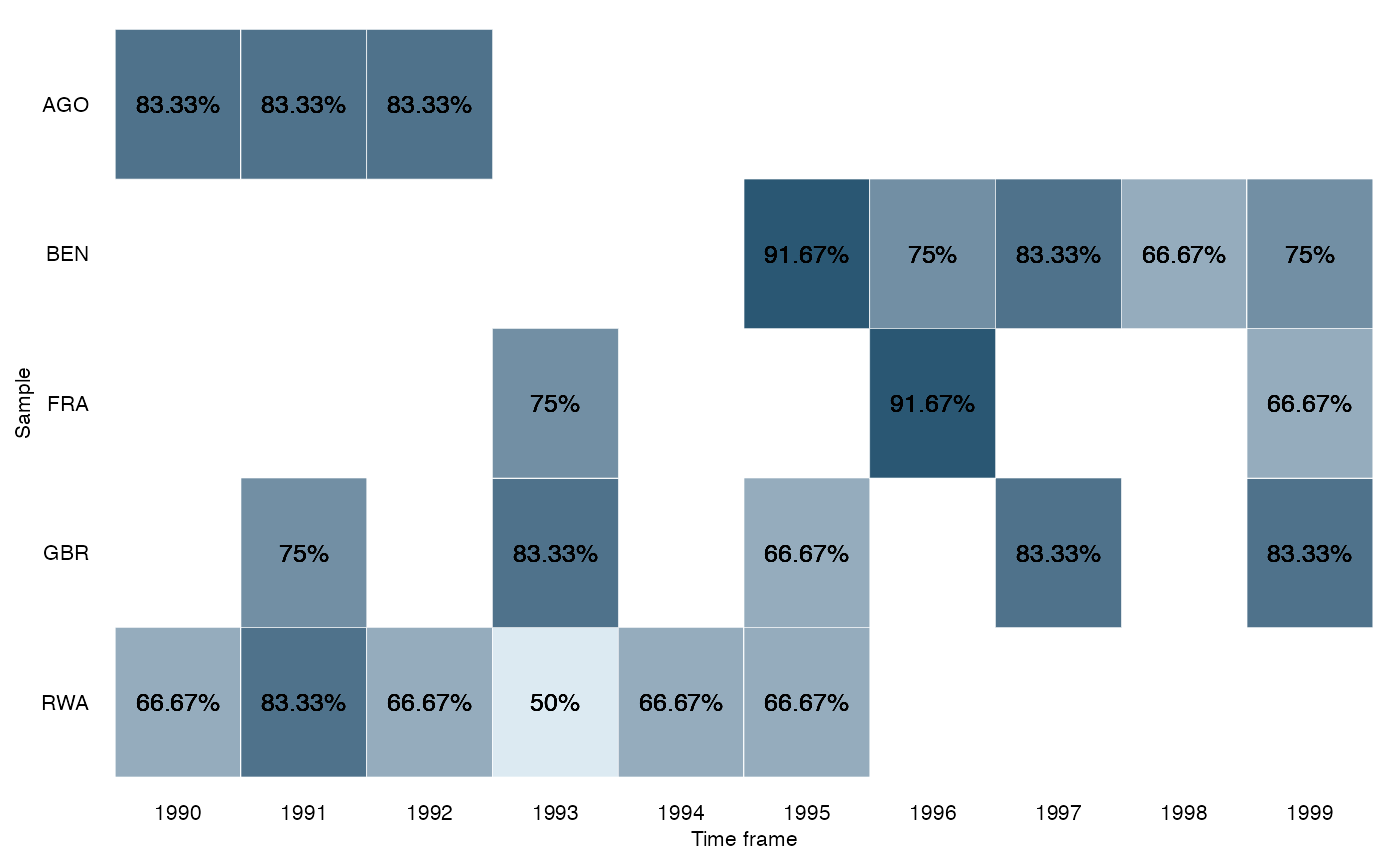 AGO 83.33% 83.33% 83.33%
BEN 91.67% 75% 83.33% 66.67% 75%
Sample
FRA 75% 91.67% 66.67%
GBR 75% 83.33% 66.67% 83.33% 83.33%
RWA 66.67% 83.33% 66.67% 50% 66.67% 66.67%
1990 1991 1992 1993 1994 1995 1996 1997 1998 1999
Time frame